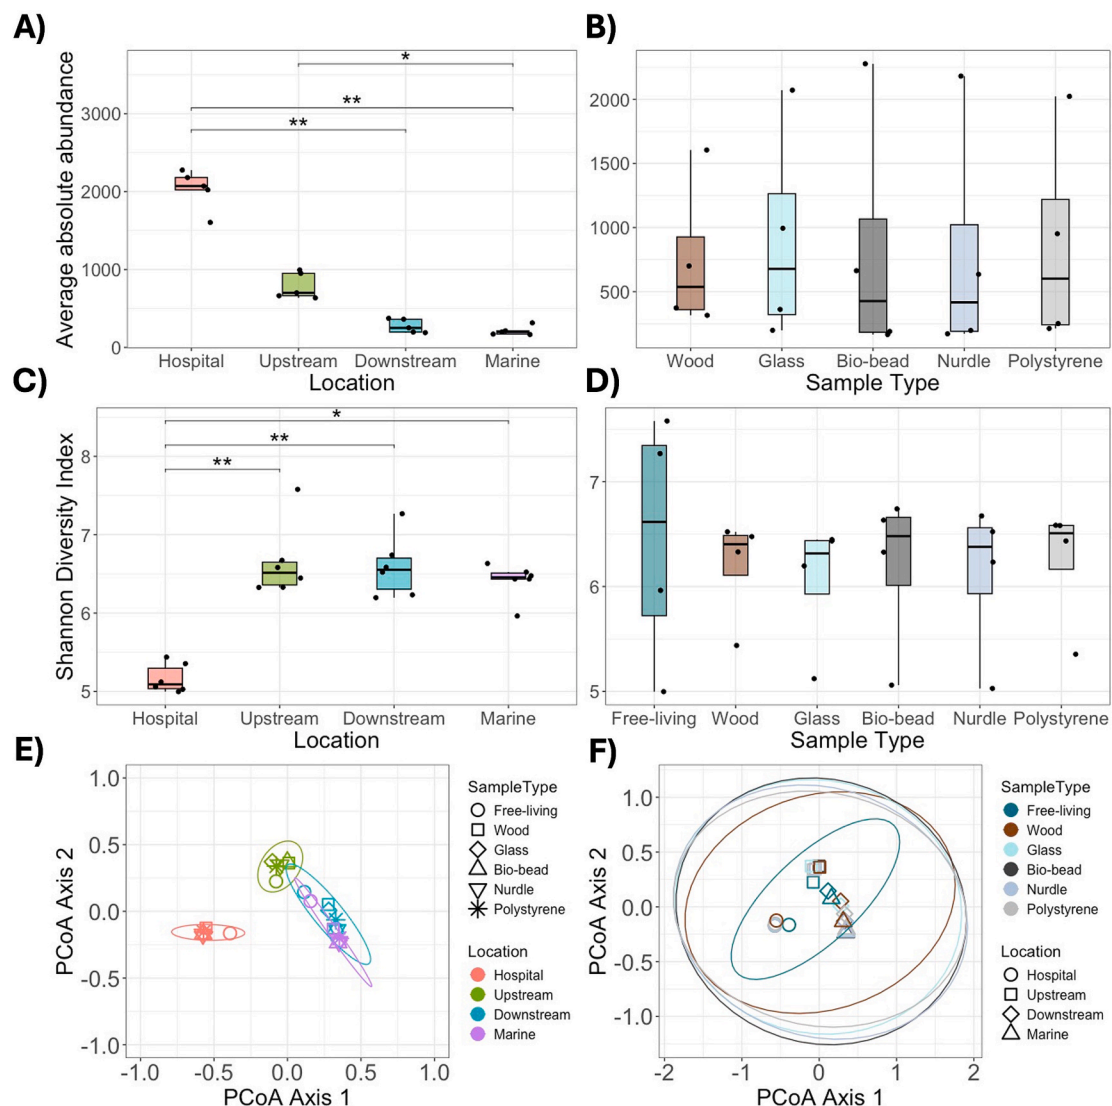 A)
Average absolute abundance
3000
2000
1000
0
*
**
**
Hospital Upstream Downstream Marine
Location
B)
2000
1500
1000
500
Wood Glass Bio-bead Nurdle Polystyrene
Sample Type
C)
Shannon Diversity Index
8
7
6
5
*
**
**
Hospital Upstream Downstream Marine
Location
D)
7
6
5
Free-living Wood Glass Bio-bead Nurdle Polystyrene
Sample Type
E)
PCoA Axis 2
1.0
0.5
0.0
-0.5
-1.0
-1.0 -0.5 0.0 0.5 1.0
PCoA Axis 1
SampleType
Free-living
Wood
Glass
Bio-bead
Nurdle
Polystyrene
Location
Hospital
Upstream
Downstream
Marine
F)
PCoA Axis 2
1.0
0.5
0.0
-0.5
-1.0
-2 -1 0 1 2
PCoA Axis 1
SampleType
Free-living
Wood
Glass
Bio-bead
Nurdle
Polystyrene
Location
Hospital
Upstream
Downstream
Marine